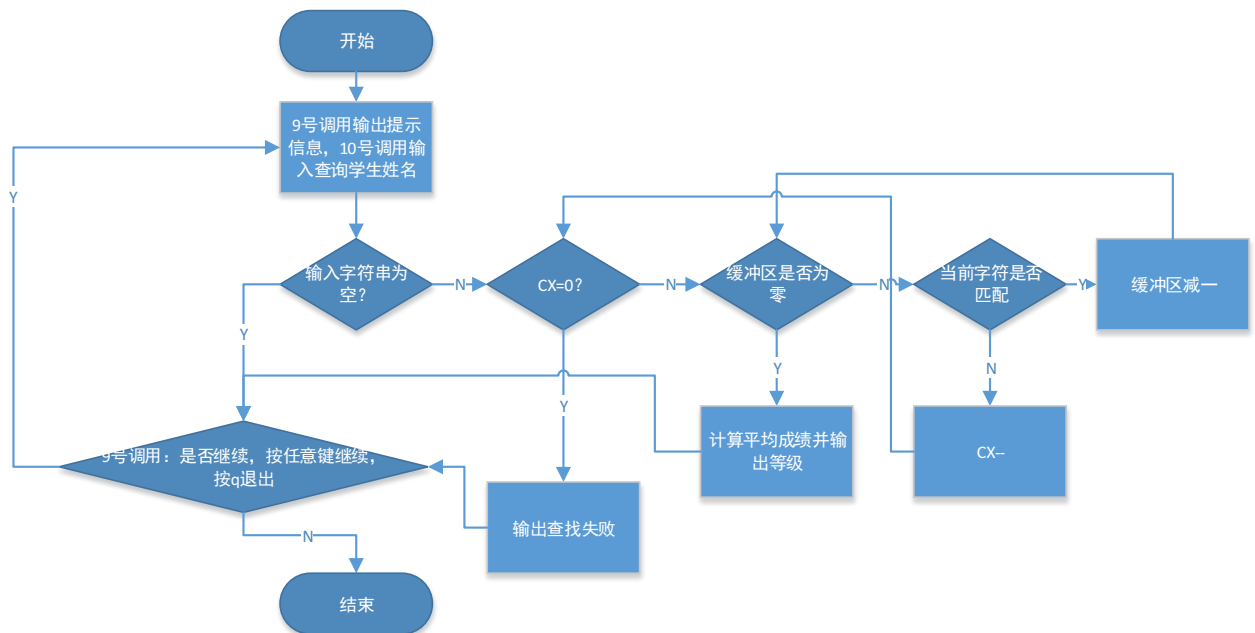 开始
9号调用输出提示
信息，10号调用输
入查询学生姓名
Y
输入字符串为
空？
N
CX=0？
N
缓冲区是否为
零
N
当前字符是否
匹配
Y
缓冲区减一
Y
Y
N
Y
计算平均成绩并输
出等级
CX--
9号调用：是否继续，按任意键继续，
按q退出
输出查找失败
N
结束